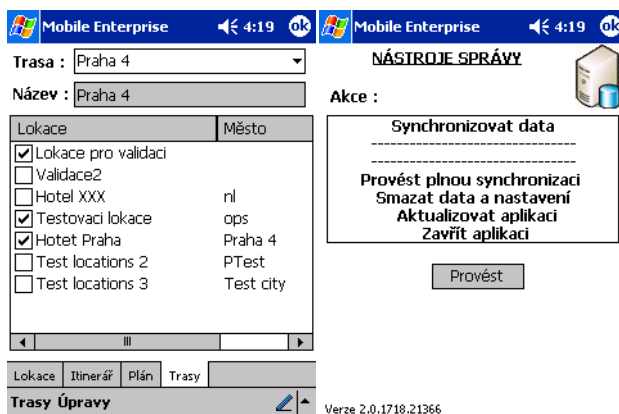 Mobile Enterprise 4:19 ok
Trasa : Praha 4
Název : Praha 4
Lokace Město
Lokace pro validaci
Validace2
Hotel XXX nl
Testovaci lokace ops
Hotet Praha Praha 4
Test locations 2 PTest
Test locations 3 Test city
Lokace Itinerář Plán Trasy
Trasy Úpravy
Mobile Enterprise 4:19 ok
NÁSTROJE SPRÁVY
Akce :
Synchronizovat data
------------------------------
------------------------------
Provést plnou synchronizaci
Smazat data a nastavení
Aktualizovat aplikaci
Zavřít aplikaci
Provést
Verze 2.0.1718.21366